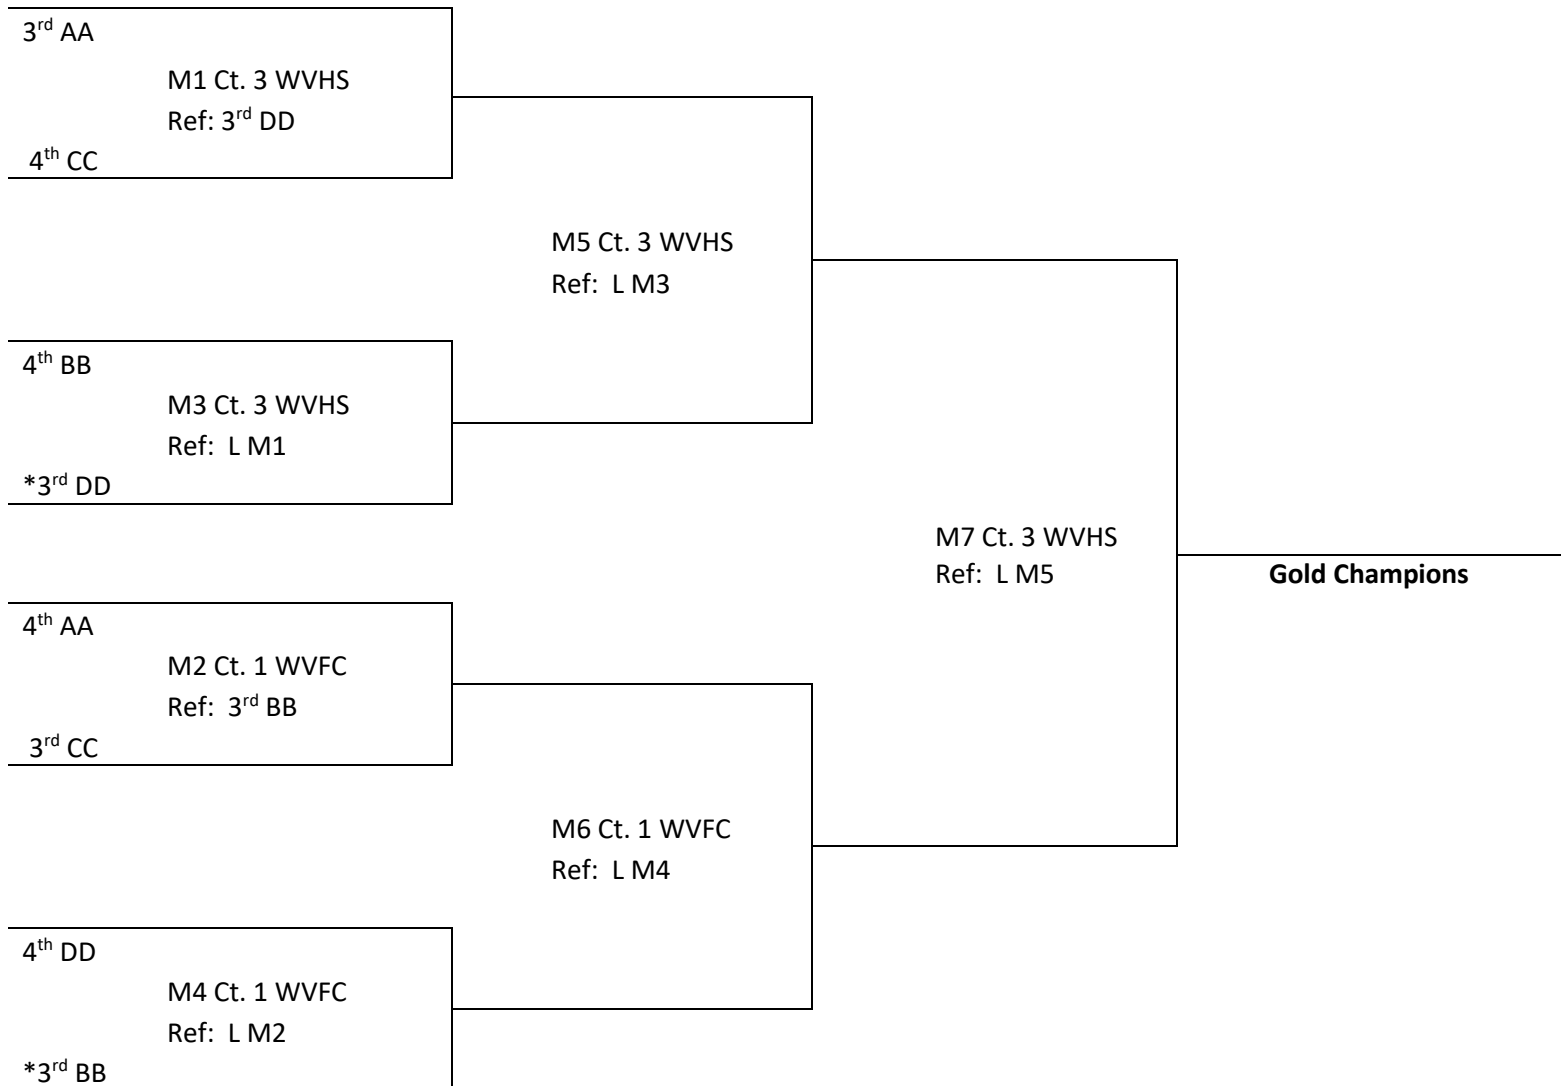 3rd AA
M1 Ct. 3 WVHS
Ref: 3rd DD
4th CC
M5 Ct. 3 WVHS
Ref: L M3
4th BB
M3 Ct. 3 WVHS
Ref: L M1
*3rd DD
M7 Ct. 3 WVHS
Ref: L M5
Gold Champions
4th AA
M2 Ct. 1 WVFC
Ref: 3rd BB
3rd CC
M6 Ct. 1 WVFC
Ref: L M4
4th DD
M4 Ct. 1 WVFC
Ref: L M2
*3rd BB